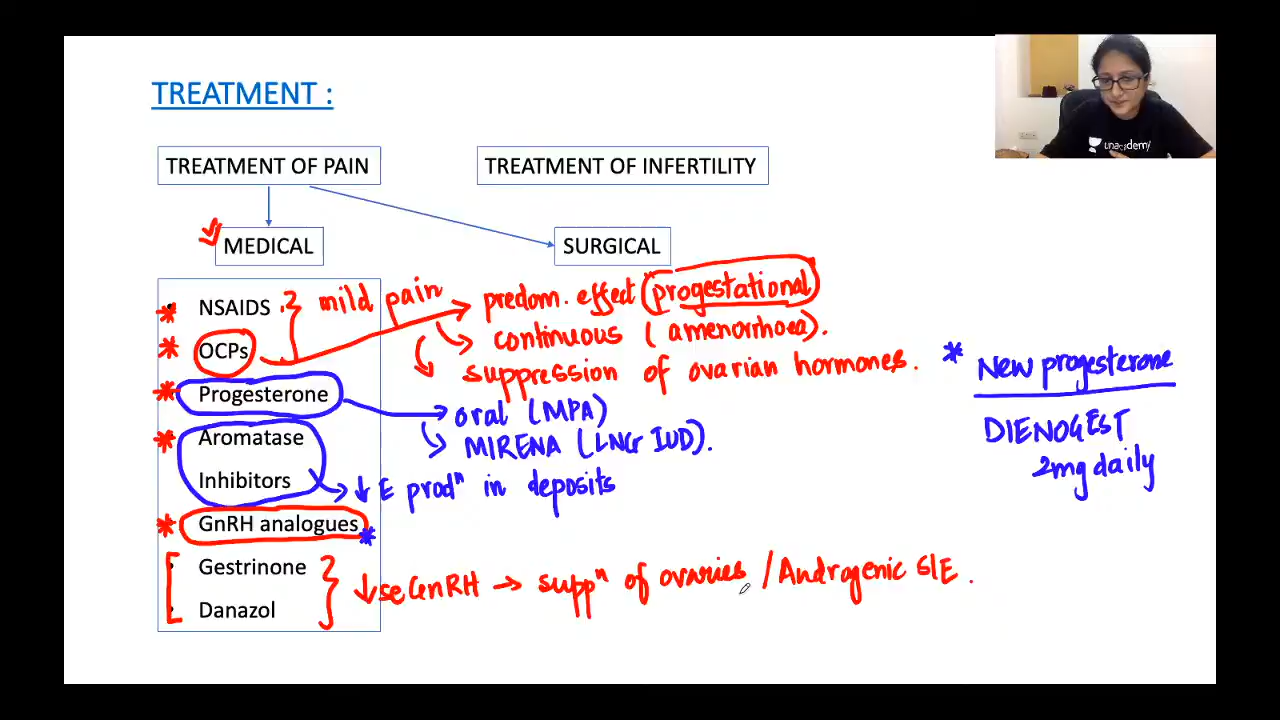 TREATMENT :
TREATMENT OF PAIN
TREATMENT OF INFERTILITY
MEDICAL
SURGICAL
NSAIDS
mild pain
predom. effect (progestational)
OCPs
continuous (amenorrhoea).
suppression of ovarian hormones.
Progesterone
oral (MPA)
MIRENA (LNG IUD).
* New progesterone
DIENOGEST
2mg daily
Aromatase
Inhibitors
↓ E prodⁿ in deposits
GnRH analogues
Gestrinone
Danazol
↓seGnRH → suppⁿ of ovaries / Androgenic S/E.
unacademy